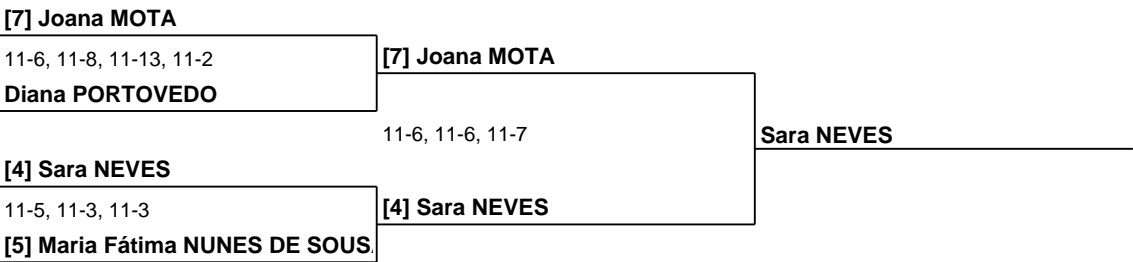 [7] Joana MOTA
11-6, 11-8, 11-13, 11-2
[7] Joana MOTA
Diana PORTOVEDO
11-6, 11-6, 11-7
Sara NEVES
[4] Sara NEVES
11-5, 11-3, 11-3
[4] Sara NEVES
[5] Maria Fátima NUNES DE SOUS